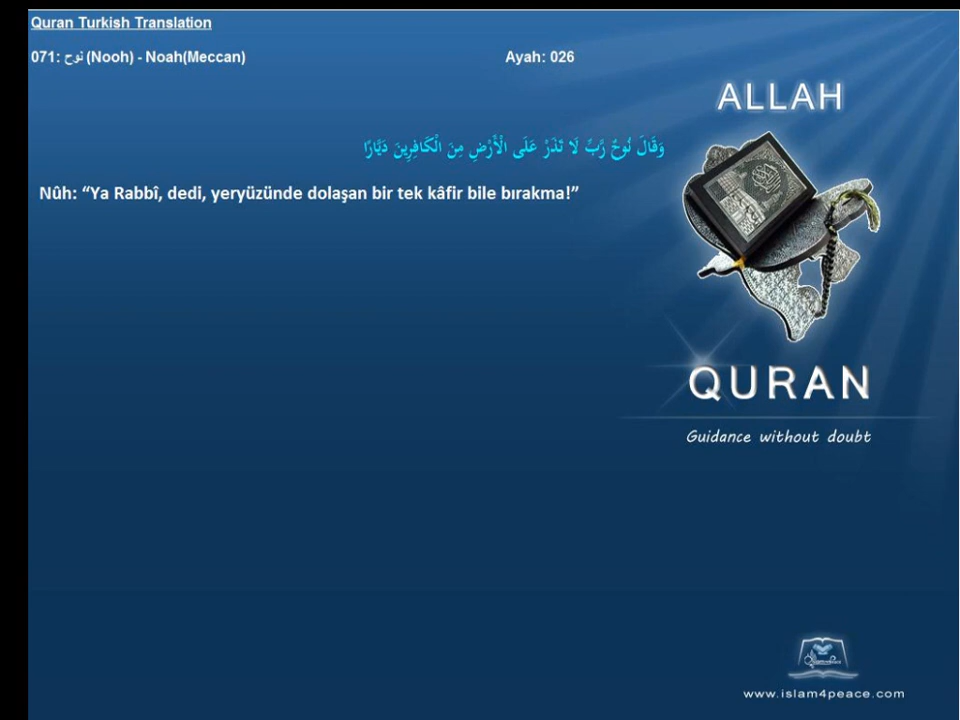 Quran Turkish Translation
071: نوح (Nooh) - Noah(Meccan) Ayah: 026
ALLAH
وَقَالَ نُوحٌ رَّبِّ لَا تَذَرْ عَلَى الْأَرْضِ مِنَ الْكَافِرِينَ دَيَّارًا
Nûh: “Ya Rabbî, dedi, yeryüzünde dolaşan bir tek kâfir bile bırakma!”
QURAN
Guidance without doubt
www.islam4peace.com